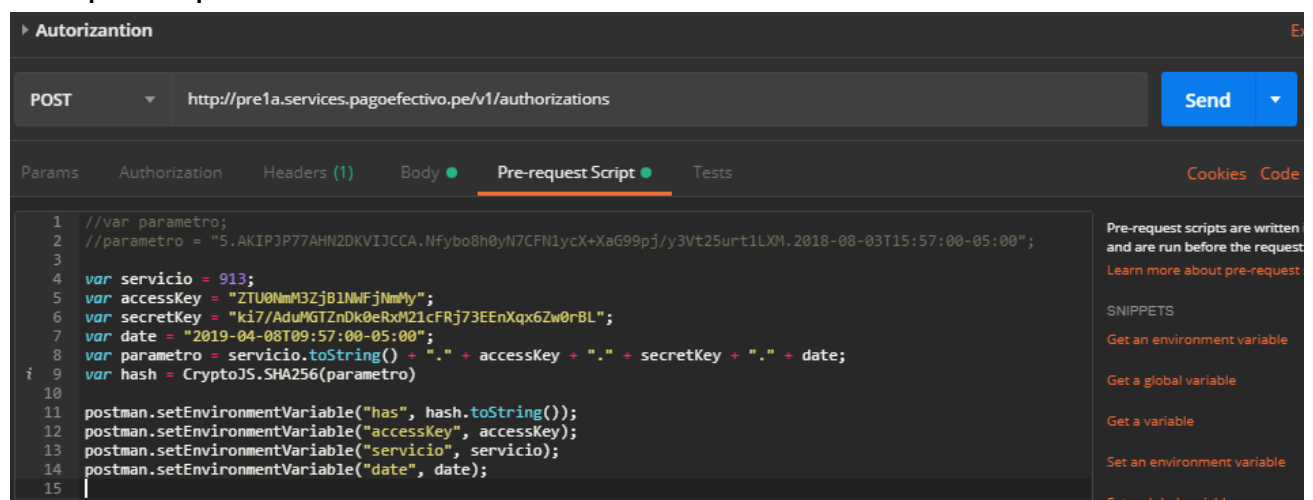 Autorizantion
POST http://pre1a.services.pagoefectivo.pe/v1/authorizations Send
Params Authorization Headers (1) Body Pre-request Script Tests Cookies Code
1 //var parametro;
2 //parametro = "5.AKIPJP77AHN2DKVIJCCA.Nfybo8h0yN7CFN1ycX+XaG99pj/y3Vt25urt1LXM.2018-08-03T15:57:00-05:00";
3
4 var servicio = 913;
5 var accessKey = "ZTU0NmM3ZjBlNWFjNmMy";
6 var secretKey = "ki7/AduMGTZnDk0eRxM21cFRj73EEnXqx6Zw0rBL";
7 var date = "2019-04-08T09:57:00-05:00";
8 var parametro = servicio.toString() + "." + accessKey + "." + secretKey + "." + date;
i 9 var hash = CryptoJS.SHA256(parametro)
10
11 postman.setEnvironmentVariable("has", hash.toString());
12 postman.setEnvironmentVariable("accessKey", accessKey);
13 postman.setEnvironmentVariable("servicio", servicio);
14 postman.setEnvironmentVariable("date", date);
15
Pre-request scripts are written
and are run before the request
Learn more about pre-request
SNIPPETS
Get an environment variable
Get a global variable
Get a variable
Set an environment variable